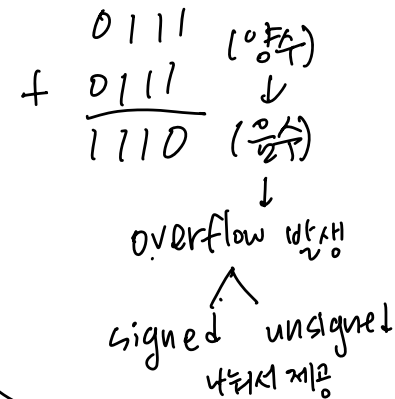 0111 (양수)
+ 0111 ↓
1110 (음수)
↓
overflow 발생
signed unsigned
나눠서 제공